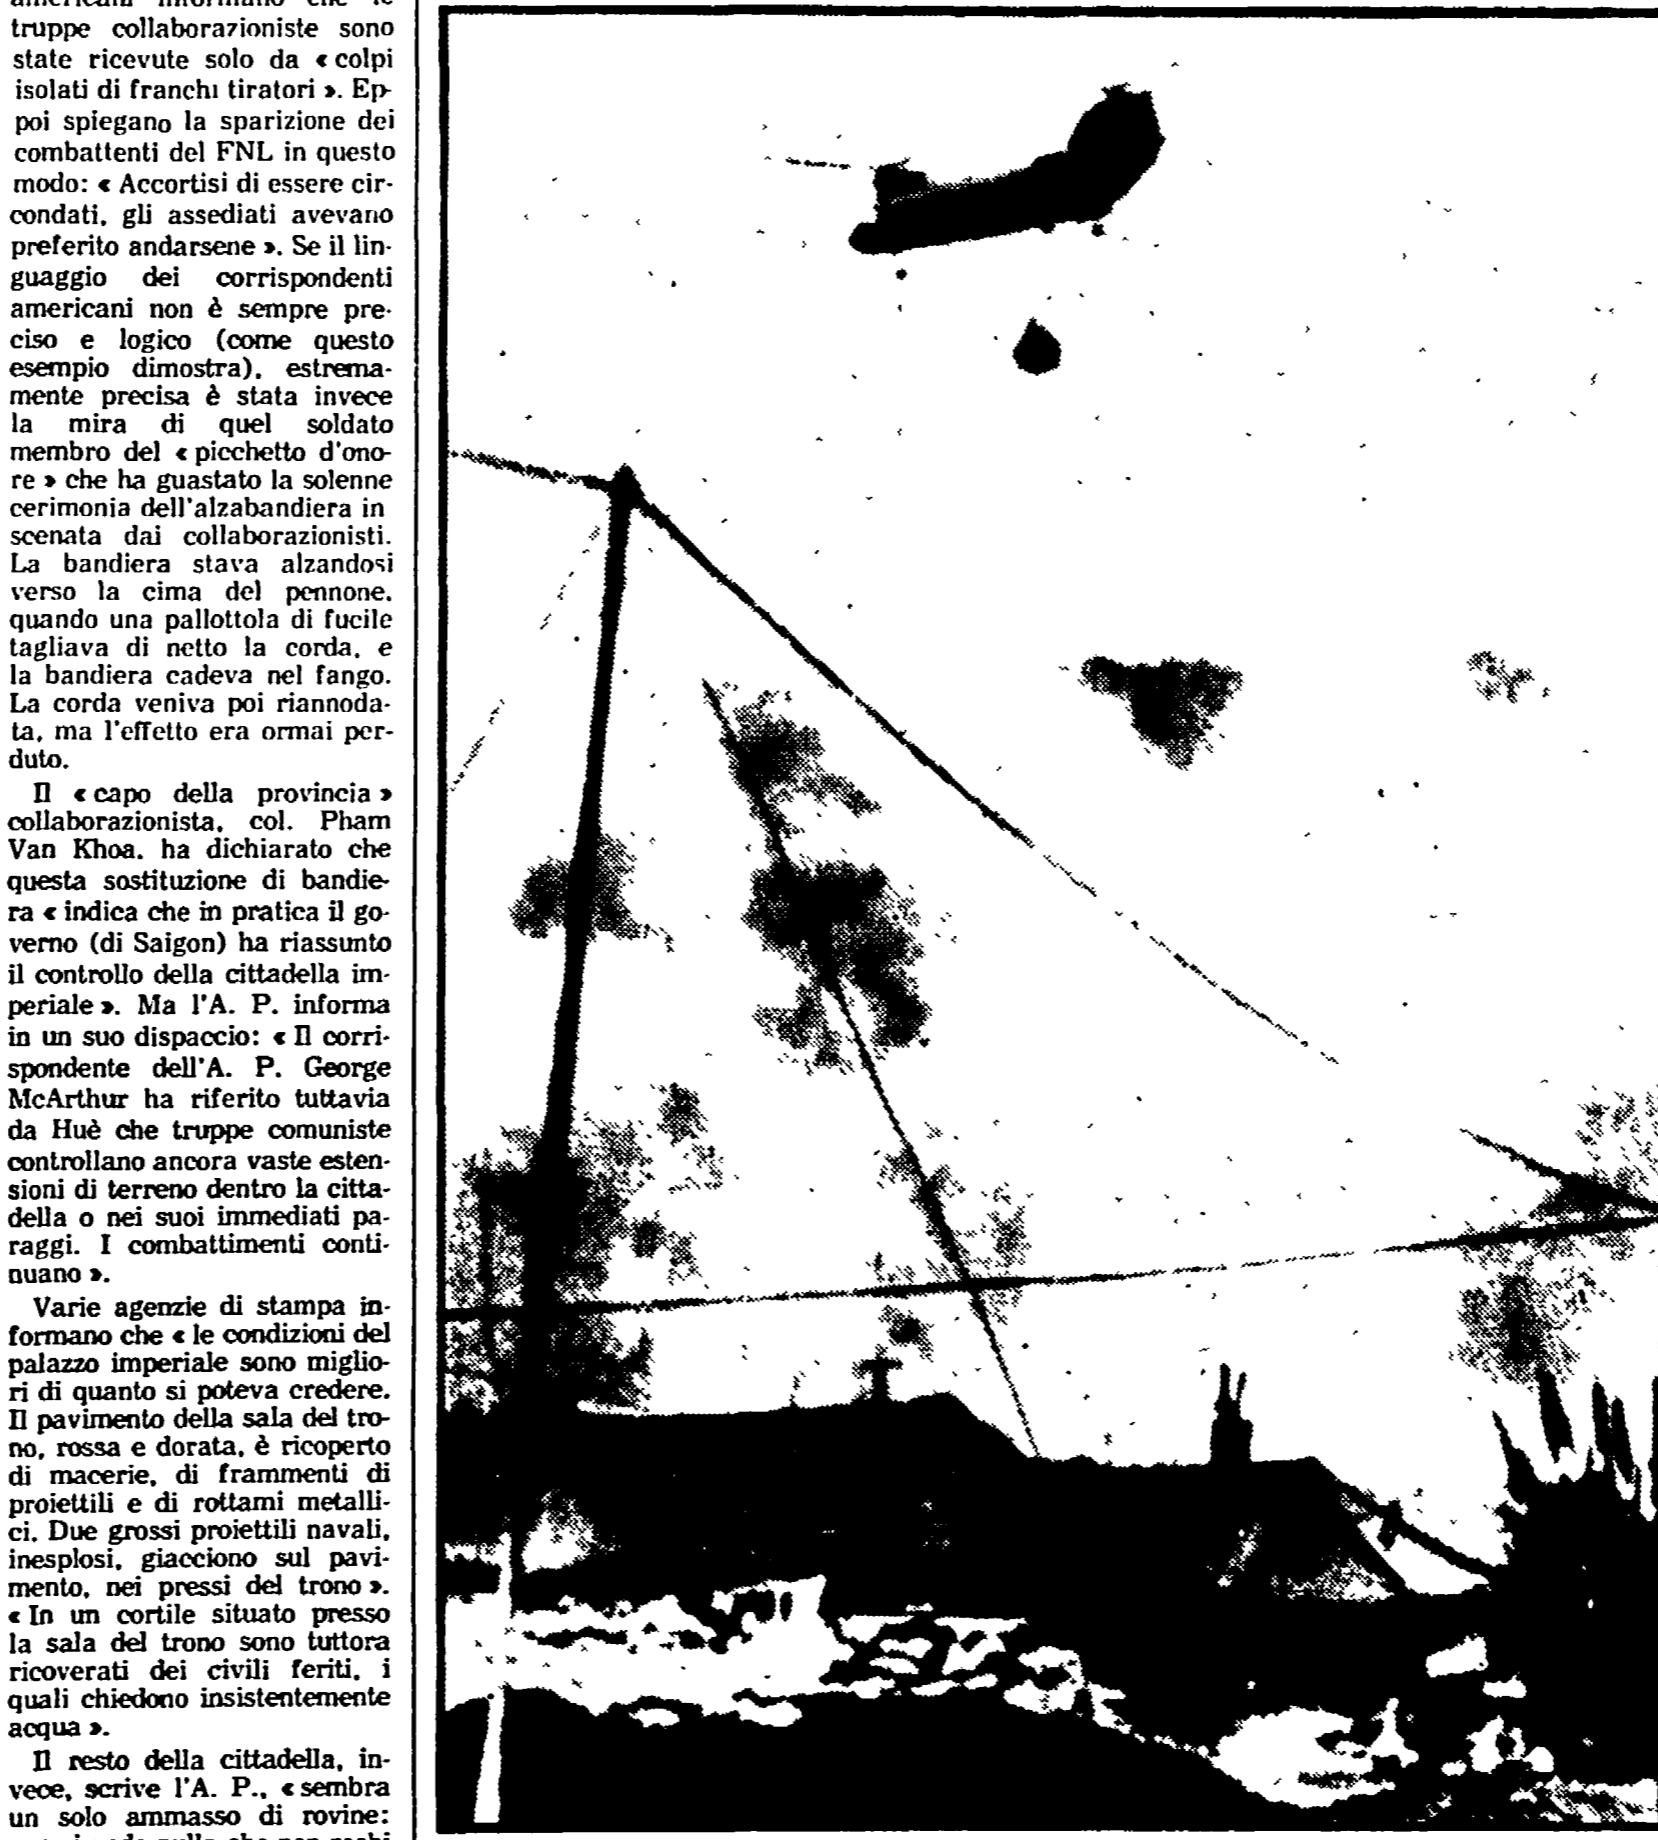 americani informano che le
truppe collaborazioniste sono
state ricevute solo da « colpi
isolati di franchi tiratori ». Ep-
poi spiegano la sparizione dei
combattenti del FNL in questo
modo: « Accortisi di essere cir-
condati, gli assediati avevano
preferito andarsene ». Se il lin-
guaggio dei corrispondenti
americani non è sempre pre-
ciso e logico (come questo
esempio dimostra), estrema-
mente precisa è stata invece
la mira di quel soldato
membro del « picchetto d'ono-
re » che ha guastato la solenne
cerimonia dell'alzabandiera in
scenata dai collaborazionisti.
La bandiera stava alzandosi
verso la cima del pennone,
quando una pallottola di fucile
tagliava di netto la corda, e
la bandiera cadeva nel fango.
La corda veniva poi riannoda-
ta, ma l'effetto era ormai per-
duto.
Il « capo della provincia »
collaborazionista, col. Pham
Van Khoa, ha dichiarato che
questa sostituzione di bandie-
ra « indica che in pratica il go-
verno (di Saigon) ha riassunto
il controllo della cittadella im-
periale ». Ma l'A. P. informa
in un suo dispaccio: « Il corri-
spondente dell'A. P. George
McArthur ha riferito tuttavia
da Huè che truppe comuniste
controllano ancora vaste esten-
sioni di terreno dentro la citta-
della o nei suoi immediati pa-
raggi. I combattimenti conti-
nuano ».
Varie agenzie di stampa in-
formano che « le condizioni del
palazzo imperiale sono miglio-
ri di quanto si poteva credere.
Il pavimento della sala del tro-
no, rossa e dorata, è ricoperto
di macerie, di frammenti di
proiettili e di rottami metalli-
ci. Due grossi proiettili navali,
inesplosi, giacciono sul pavi-
mento, nei pressi del trono ».
« In un cortile situato presso
la sala del trono sono tuttora
ricoverati dei civili feriti, i
quali chiedono insistentemente
acqua ».
Il resto della cittadella, in-
vece, scrive l'A. P., « sembra
un solo ammasso di rovine: